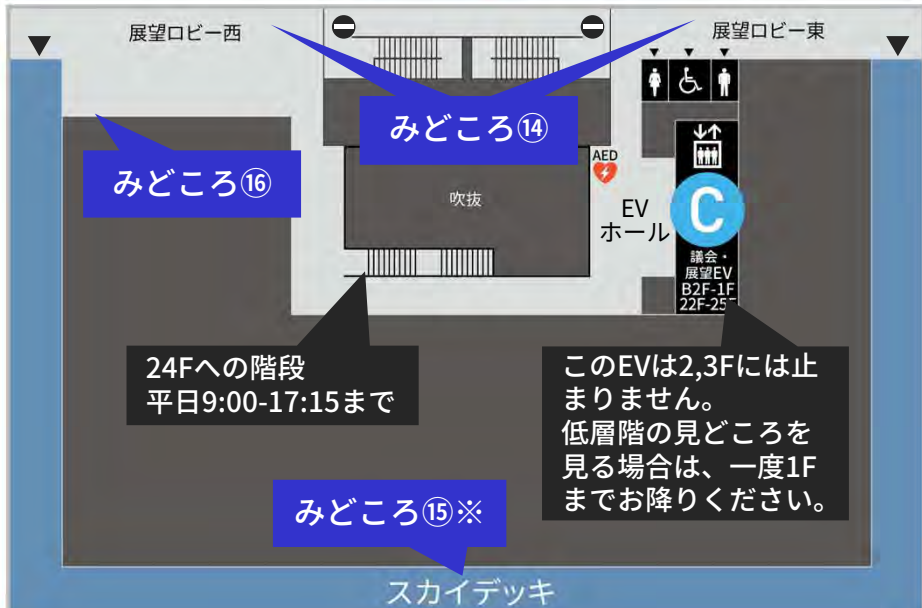 展望ロビー西
展望ロビー東
みどころ⑭
みどころ⑯
AED
吹抜
EV
ホール
C
議会・
展望EV
B2F-1F
22F-25F
24Fへの階段
平日9:00-17:15まで
このEVは2,3Fには止
まりません。
低層階の見どころを
見る場合は、一度1F
までお降りください。
みどころ⑮※
スカイデッキ